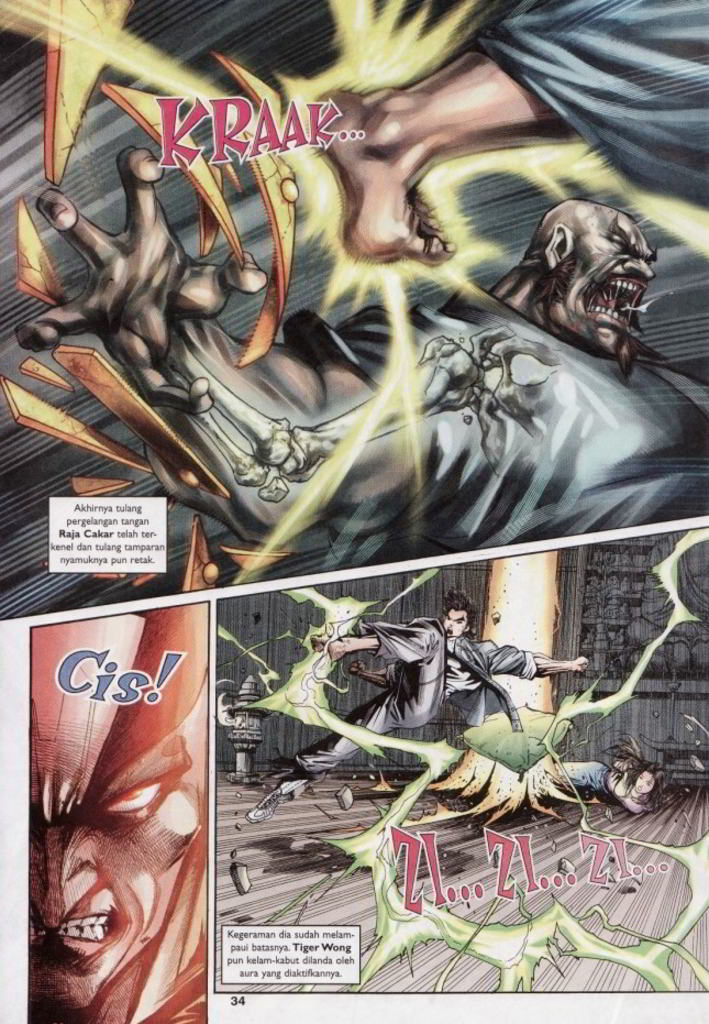 KRAAK...
Akhirnya tulang
pergelangan tangan
Raja Cakar telah ter-
kenel dan tulang tamparan
nyamuknya pun retak.
Cis!
ZI... ZI... ZI...
Kegeraman dia sudah melam-
paui batasnya. Tiger Wong
pun kelam-kabut dilanda oleh
aura yang diaktifkannya.
34